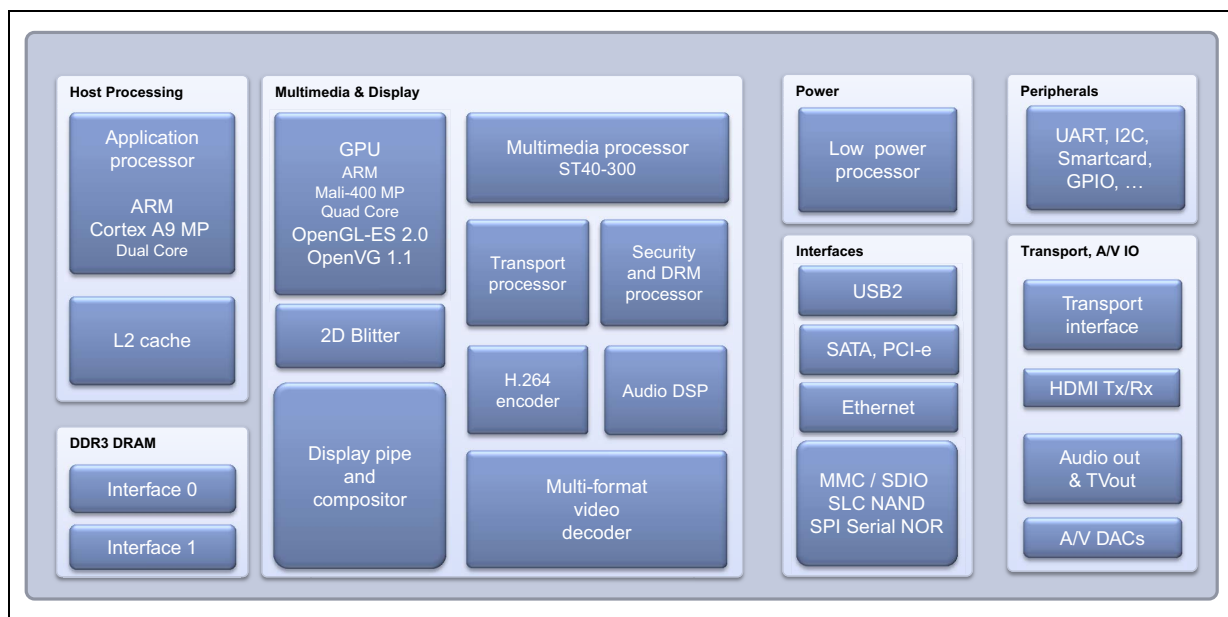 Host Processing
Application
processor
ARM
Cortex A9 MP
Dual Core
L2 cache
DDR3 DRAM
Interface 0
Interface 1
Multimedia & Display
GPU
ARM
Mali-400 MP
Quad Core
OpenGL-ES 2.0
OpenVG 1.1
2D Blitter
Display pipe
and
compositor
Multimedia processor
ST40-300
Transport
processor
Security
and DRM
processor
H.264
encoder
Audio DSP
Multi-format
video
decoder
Power
Low power
processor
Interfaces
USB2
SATA, PCI-e
Ethernet
MMC / SDIO
SLC NAND
SPI Serial NOR
Peripherals
UART, I2C,
Smartcard,
GPIO, …
Transport, A/V IO
Transport
interface
HDMI Tx/Rx
Audio out
& TVout
A/V DACs